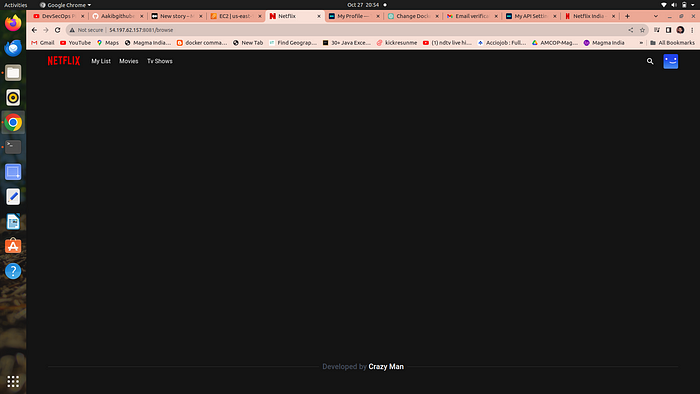 Activities Google Chrome Oct 27 20:54
DevSecOps Aakibgithub New story – M EC2 | us-east Netflix My Profile — Change Dock Email verifica My API Setti Netflix India
Not secure 54.197.62.157:8081/browse
Gmail YouTube Maps Magma India... docker comma... New Tab Find Geograp... 30+ Java Exce... kickresunme (1) ndtv live hi... AccioJob : Full... AMCDP-Mag... Magma India » All Bookmarks
NETFLIX My List Movies Tv Shows
Developed by Crazy Man